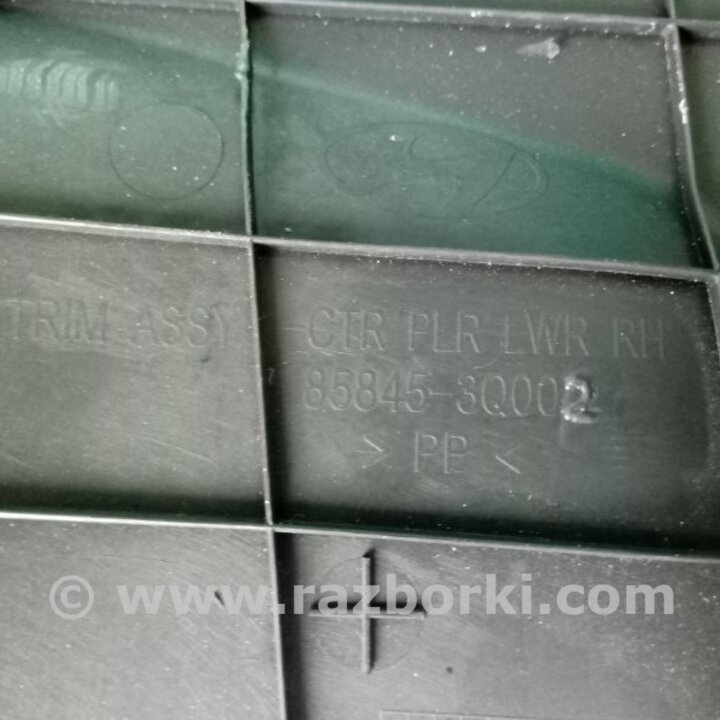 TRIM ASSY - CTR PLR LWR RH
85845-3Q002
> PP <
© www.razborki.com